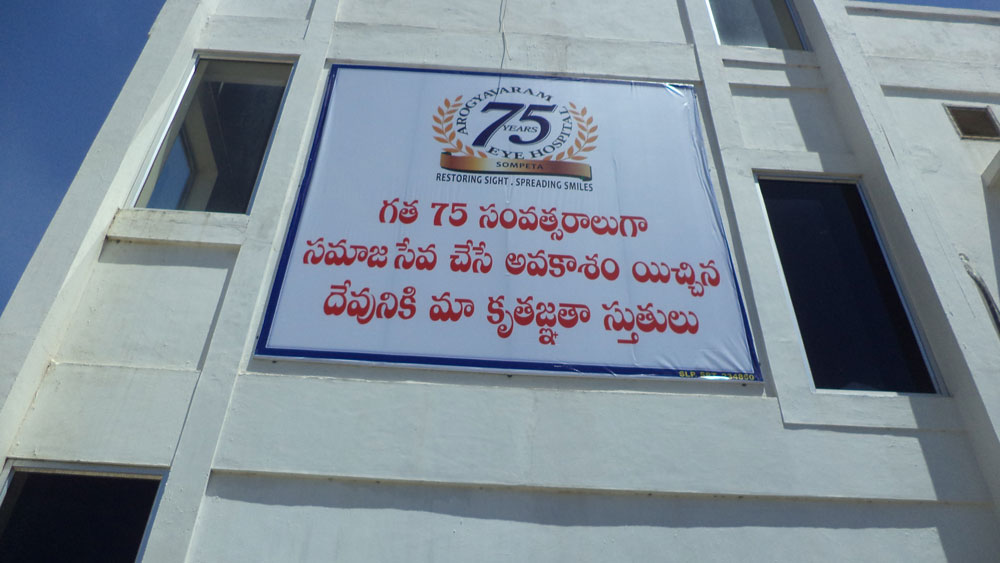 AROGYAVARAM
75
YEARS
EYE HOSPITAL
SOMPETA
RESTORING SIGHT . SPREADING SMILES
గత 75 సంవత్సరాలుగా
సమాజ సేవ చేసే అవకాశం యిచ్చిన
దేవునికి మా కృతజ్ఞతా స్తుతులు